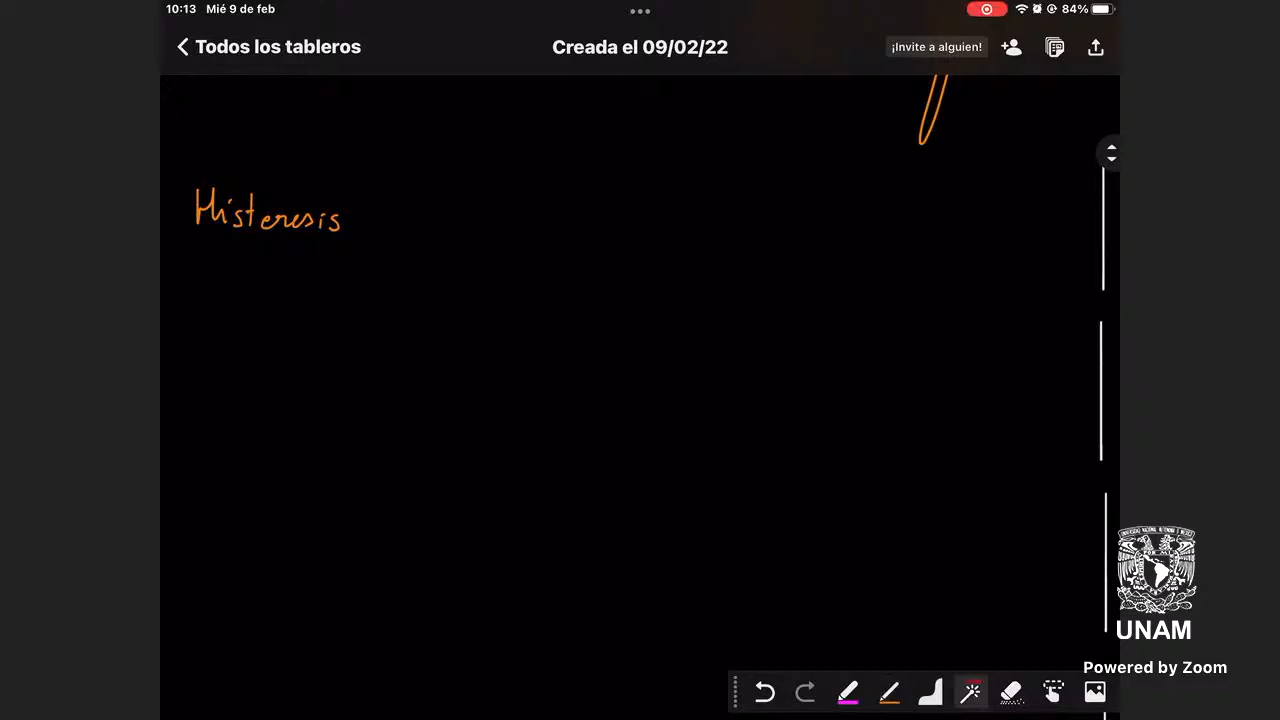 10:13 Mié 9 de feb
84%
Todos los tableros
Creada el 09/02/22
¡Invite a alguien!
Histeresis
UNAM
Powered by Zoom